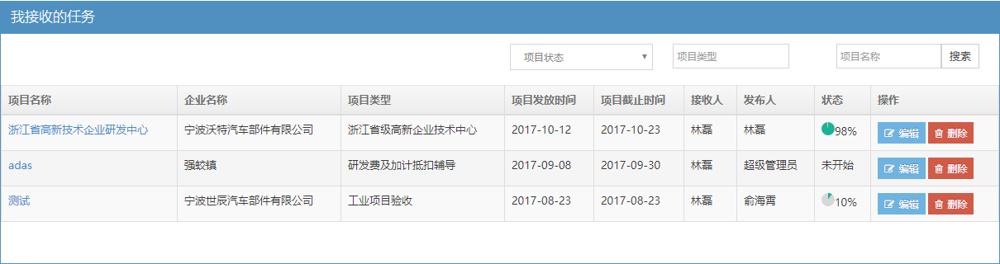 我接收的任务
项目状态 项目类型 项目名称 搜索
项目名称 企业名称 项目类型 项目发放时间 项目截止时间 接收人 发布人 状态 操作
浙江省高新技术企业研发中心 宁波沃特汽车部件有限公司 浙江省级高新企业技术中心 2017-10-12 2017-10-23 林磊 林磊 98% 编辑 删除
adas 强蛟镇 研发费及加计抵扣辅导 2017-09-08 2017-09-30 林磊 超级管理员 未开始 编辑 删除
测试 宁波世辰汽车部件有限公司 工业项目验收 2017-08-23 2017-08-23 林磊 俞海霄 10% 编辑 删除